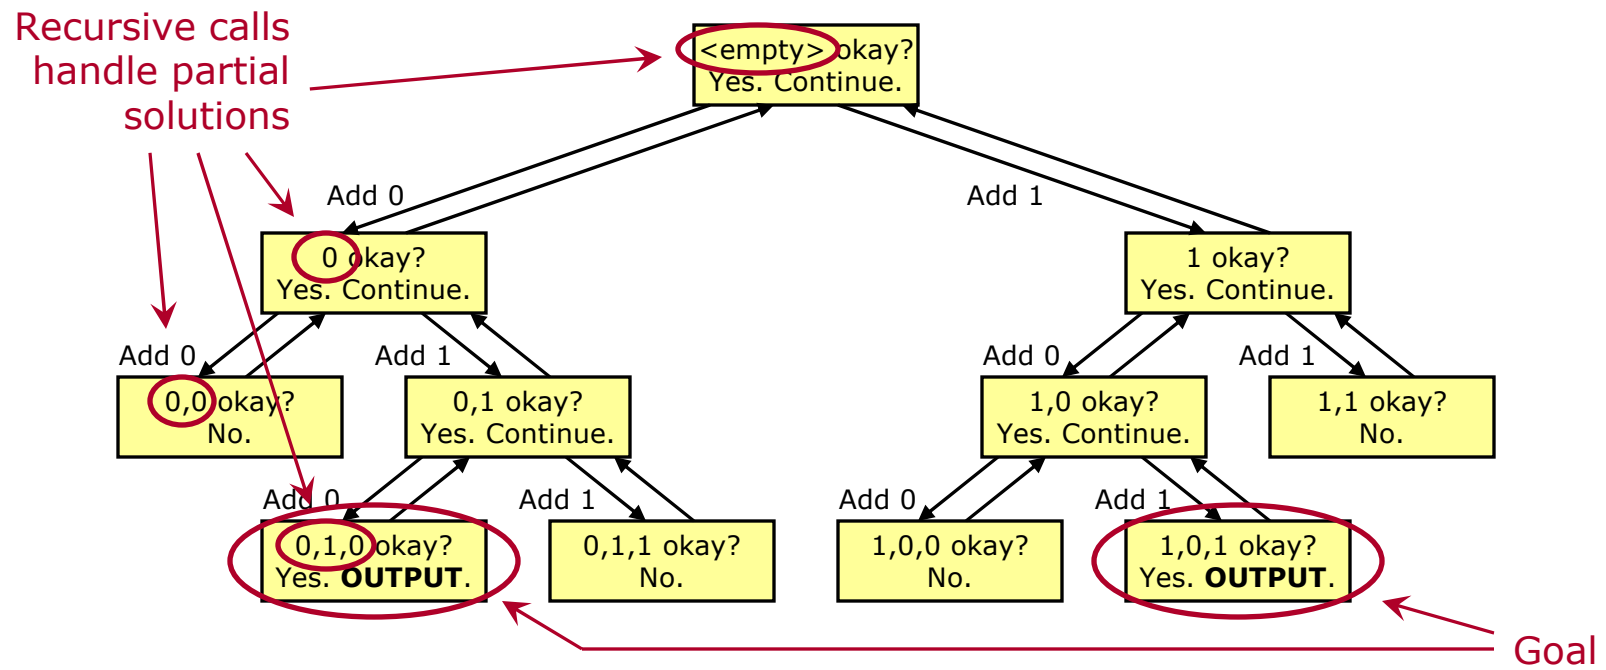 Recursive calls
handle partial
solutions
<empty> okay?
Yes. Continue.
Add 0
Add 1
0 okay?
Yes. Continue.
1 okay?
Yes. Continue.
Add 0
Add 1
Add 0
Add 1
0,0 okay?
No.
0,1 okay?
Yes. Continue.
1,0 okay?
Yes. Continue.
1,1 okay?
No.
Add 0
Add 1
Add 0
Add 1
0,1,0 okay?
Yes. OUTPUT.
0,1,1 okay?
No.
1,0,0 okay?
No.
1,0,1 okay?
Yes. OUTPUT.
Goal